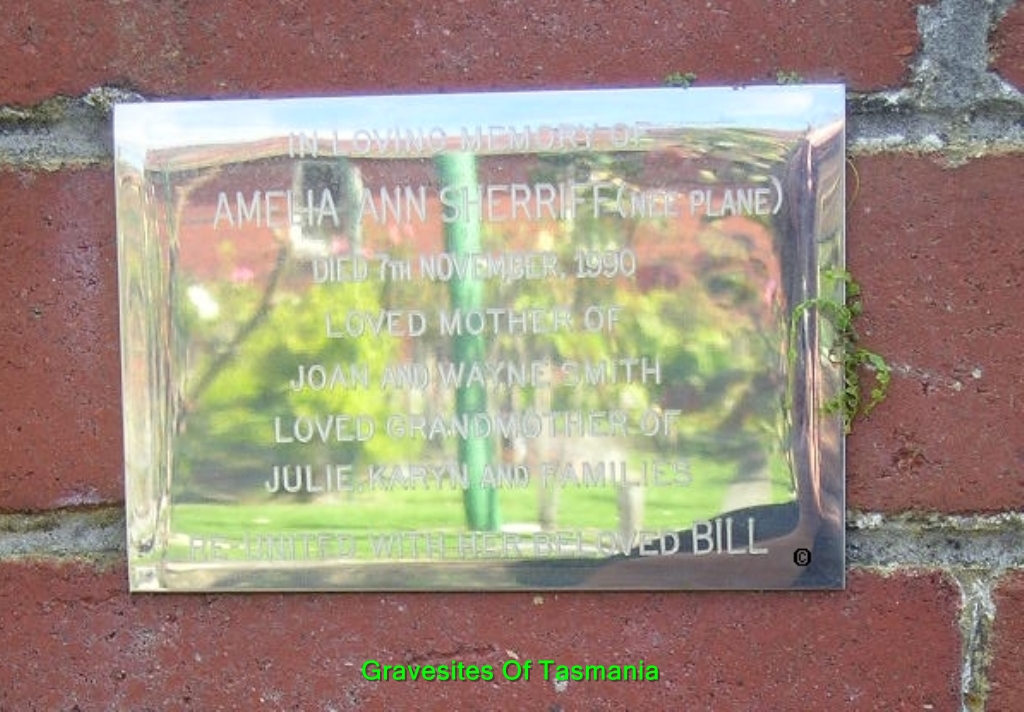 IN LOVING MEMORY OF
AMELIA ANN SHERRIFF (NEE PLANE)
DIED 7TH NOVEMBER, 1990
LOVED MOTHER OF
JOAN AND WAYNE SMITH
LOVED GRANDMOTHER OF
JULIE, KARYN AND FAMILIES
RE-UNITED WITH HER BELOVED BILL
©
Gravesites Of Tasmania